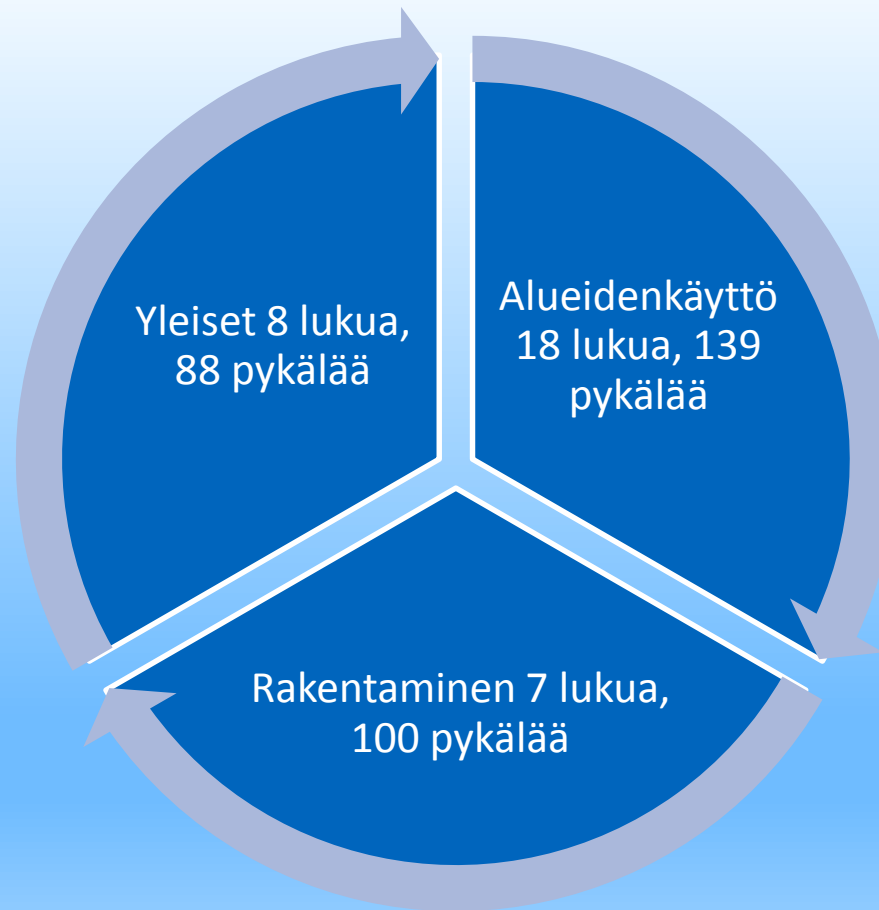 Yleiset 8 lukua,
88 pykälää
Alueidenkäyttö
18 lukua, 139
pykälää
Rakentaminen 7 lukua,
100 pykälää